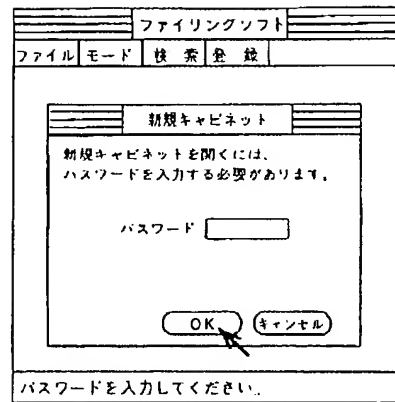 ファイリングソフト
ファイル モード 検索 登録
新規キャビネット
新規キャビネットを開くには、
パスワードを入力する必要があります。
パスワード
OK キャンセル
パスワードを入力してください.